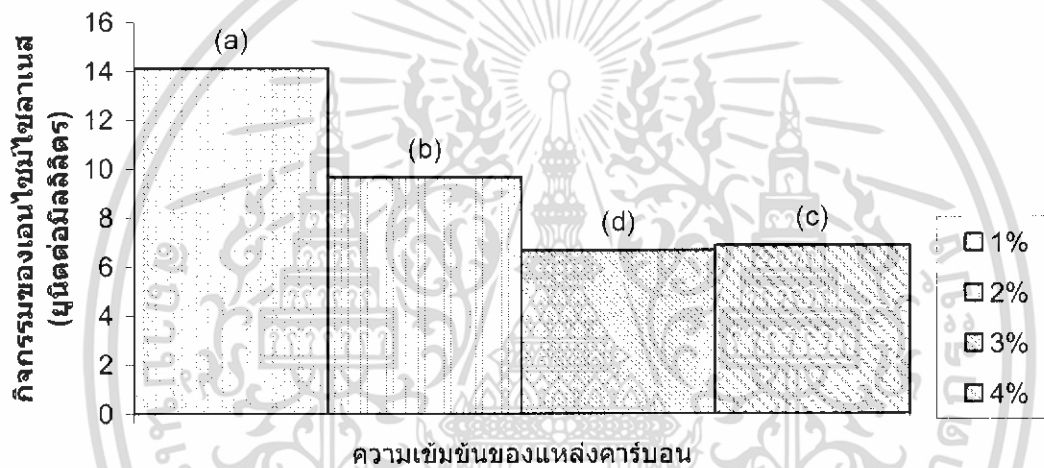 กิจกรรมของเอนไซม์ไซลาเนส
(ยูนิตต่อมิลลิลิตร)
16
14
12
10
8
6
4
2
0
(a)
(b)
(d)
(c)
ความเข้มข้นของแหล่งคาร์บอน
1%
2%
3%
4%